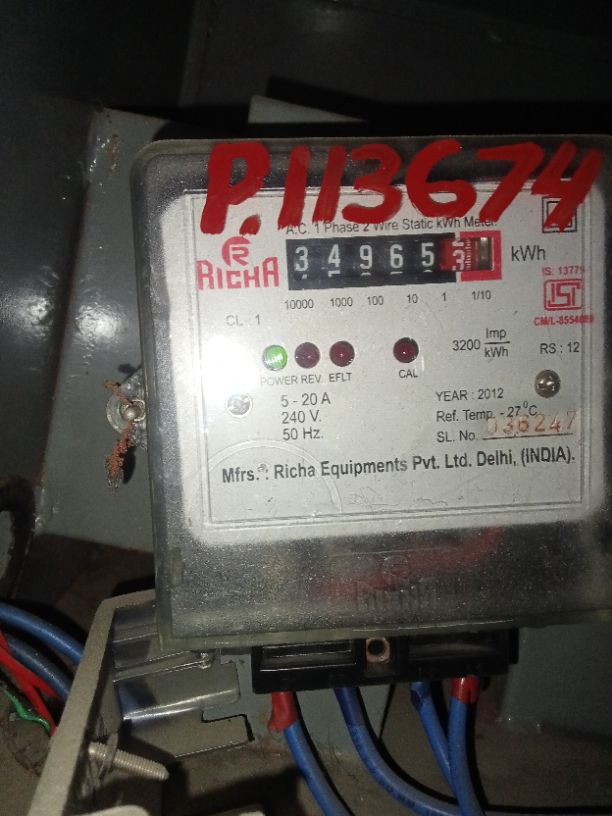 P.113674
A.C. 1 Phase 2 Wire Static kWh Meter
RICHA
3 4 9 6 5 3 kWh
10000 1000 100 10 1 1/10
IS: 13779
CL : 1
3200 Imp/kWh
RS : 12
POWER REV. EFLT CAL
5 - 20 A
240 V.
50 Hz.
YEAR : 2012
Ref. Temp. - 27°C
SL. No. 036247
Mfrs. : Richa Equipments Pvt. Ltd. Delhi, (INDIA).